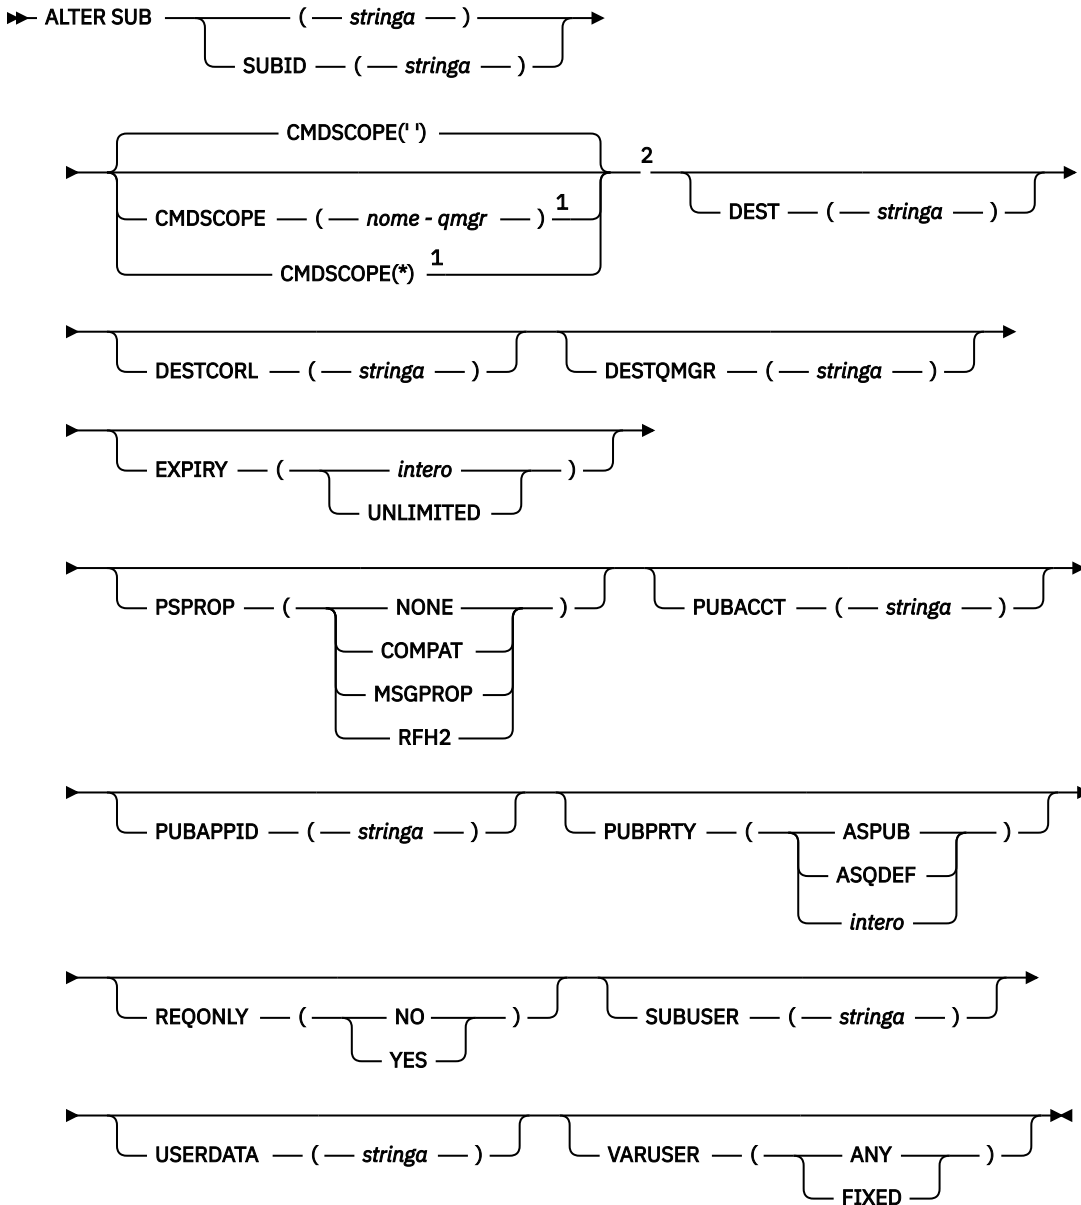 ALTER SUB ( stringa )
SUBID ( stringa )
CMDSCOPE(' ')
2
CMDSCOPE ( nome - qmgr ) 1
DEST ( stringa )
CMDSCOPE(*) 1
DESTCORL ( stringa ) DESTQMGR ( stringa )
EXPIRY ( intero )
UNLIMITED
PSPROP ( NONE ) PUBACCT ( stringa )
COMPAT
MSGPROP
RFH2
PUBAPPID ( stringa ) PUBPRTY ( ASPUB )
ASQDEF
intero
REQONLY ( NO ) SUBUSER ( stringa )
YES
USERDATA ( stringa ) VARUSER ( ANY )
FIXED